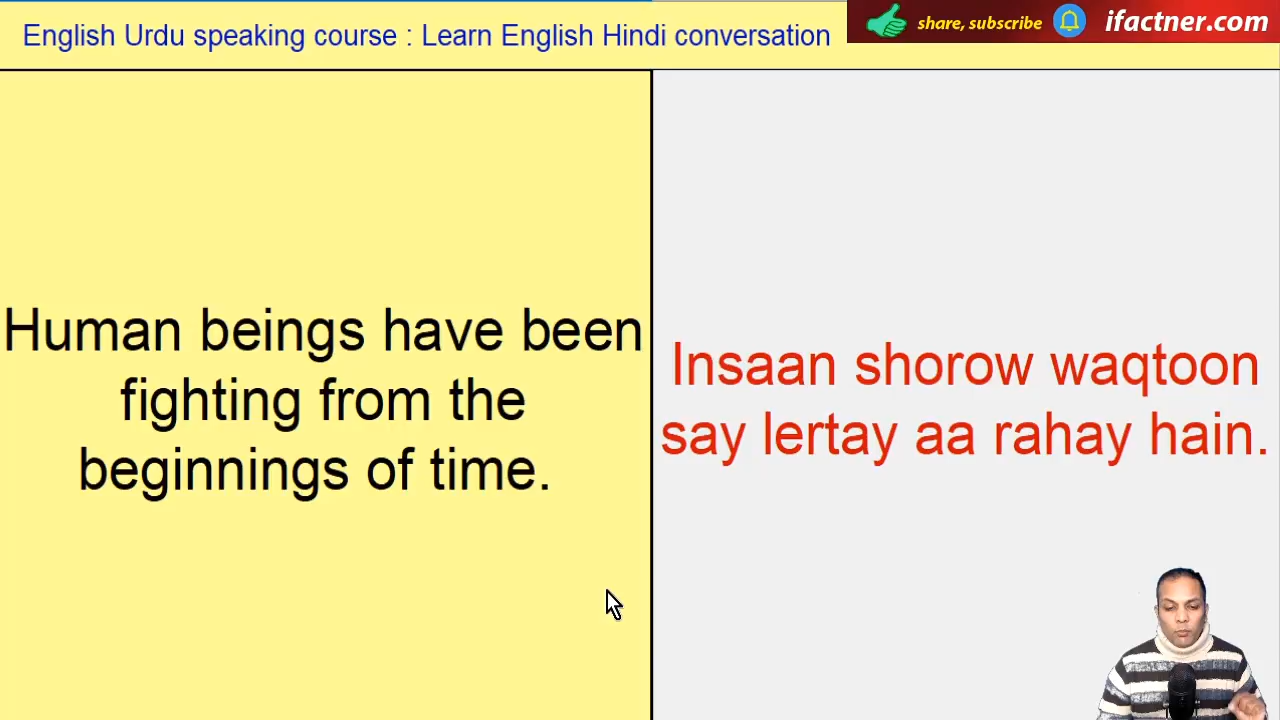 English Urdu speaking course : Learn English Hindi conversation
share, subscribe
ifactner.com
Human beings have been
fighting from the
beginnings of time.
Insaan shorow waqtoon
say lertay aa rahay hain.